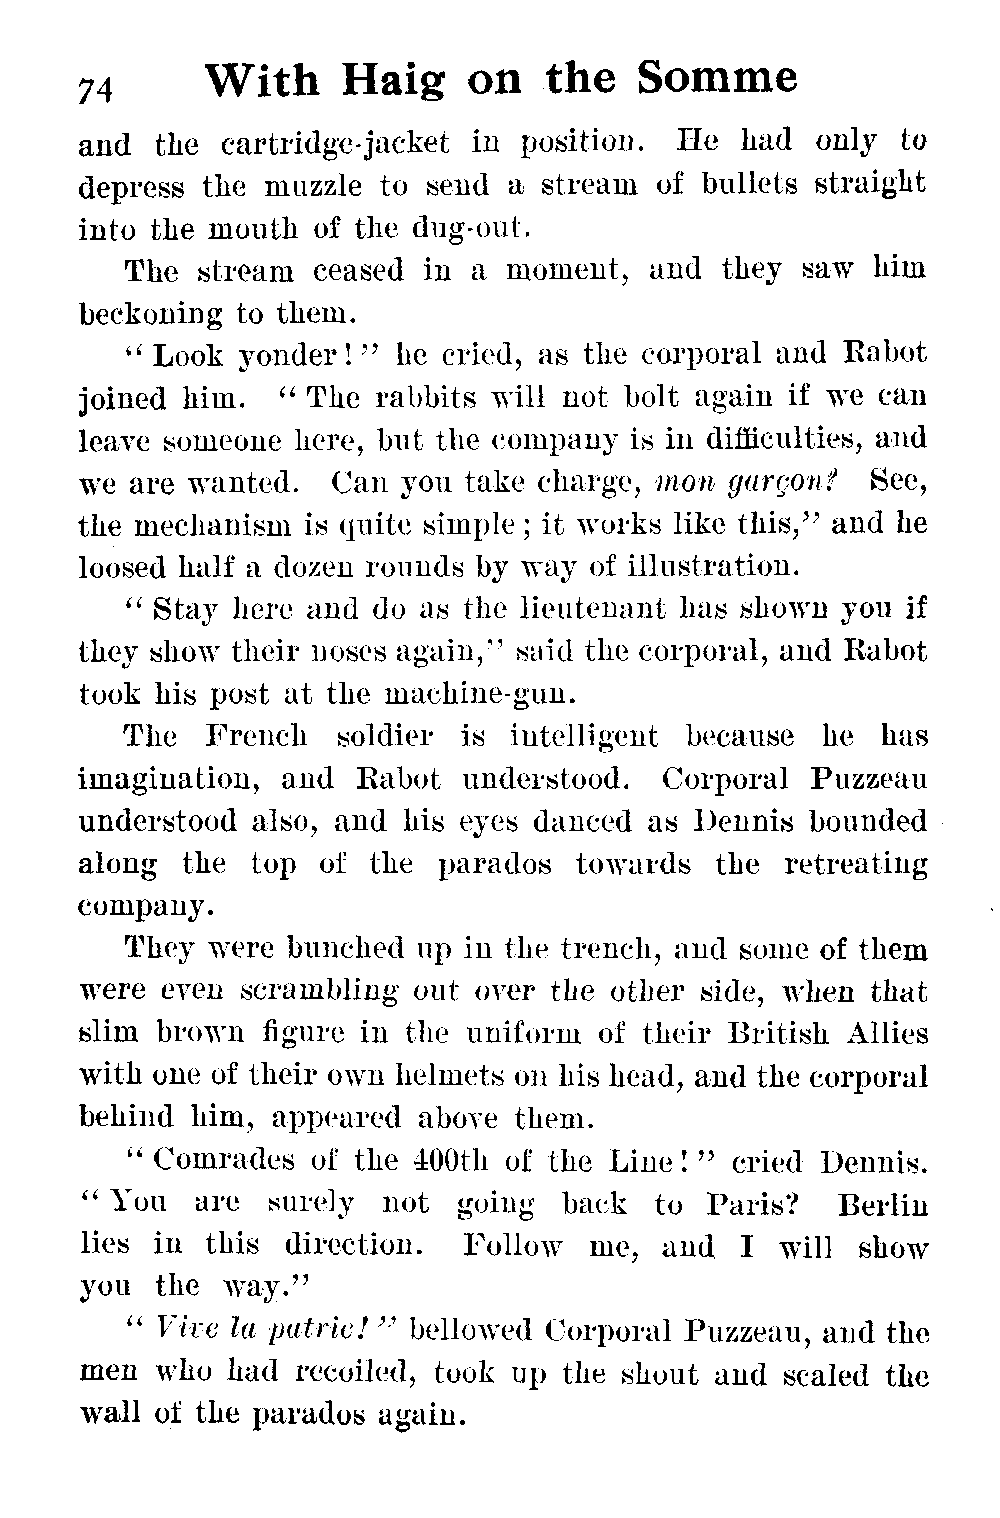 74 With Haig on the Somme
and the cartridge-jacket in position. He had only to
depress the muzzle to send a stream of bullets straight
into the mouth of the dug-out.
The stream ceased in a moment, and they saw him
beckoning to them.
“ Look yonder! ” he cried, as the corporal and Rabot
joined him. “ The rabbits will not bolt again if we can
leave someone here, but the company is in difficulties, and
we are wanted. Can you take charge, mon garçon? See,
the mechanism is quite simple ; it works like this,” and he
loosed half a dozen rounds by way of illustration.
“ Stay here and do as the lieutenant has shown you if
they show their noses again,” said the corporal, and Rabot
took his post at the machine-gun.
The French soldier is intelligent because he has
imagination, and Rabot understood. Corporal Puzzeau
understood also, and his eyes danced as Dennis bounded
along the top of the parados towards the retreating
company.
They were bunched up in the trench, and some of them
were even scrambling out over the other side, when that
slim brown figure in the uniform of their British Allies
with one of their own helmets on his head, and the corporal
behind him, appeared above them.
“ Comrades of the 400th of the Line! ” cried Dennis.
“ You are surely not going back to Paris? Berlin
lies in this direction. Follow me, and I will show
you the way.”
“ Vive la patrie! ” bellowed Corporal Puzzeau, and the
men who had recoiled, took up the shout and scaled the
wall of the parados again.